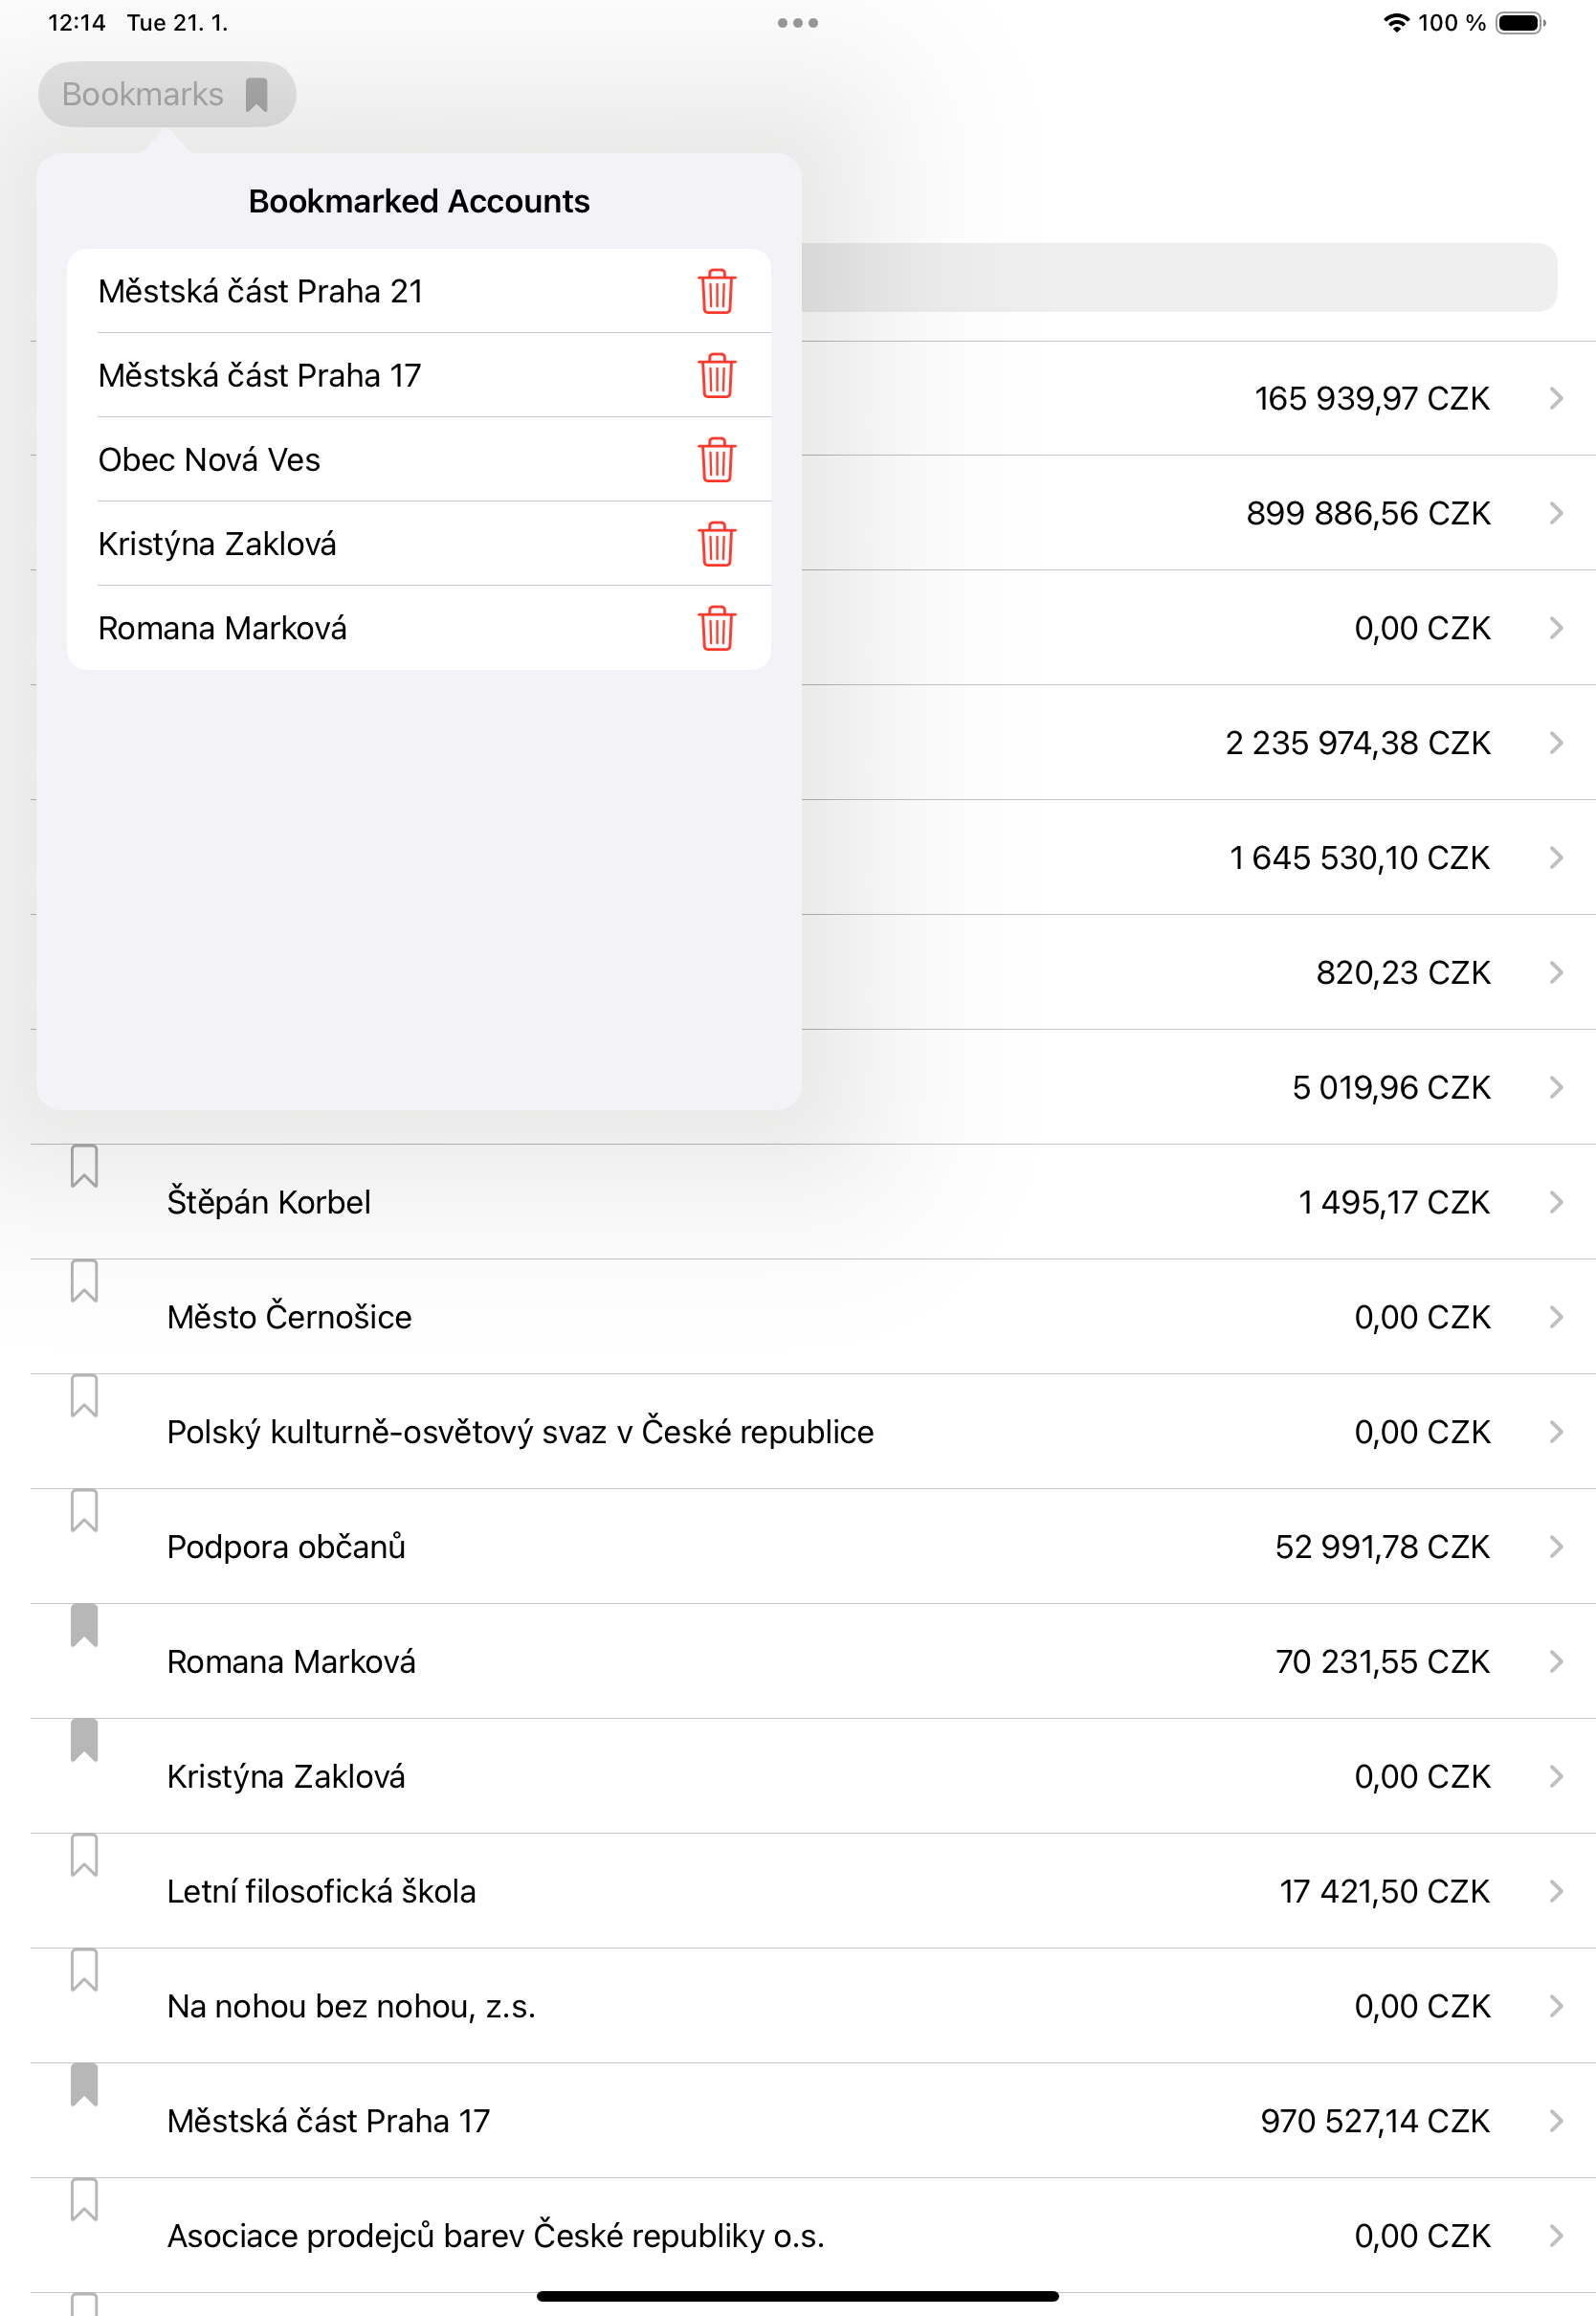 12:14 Tue 21. 1.
100 %
Bookmarks
Bookmarked Accounts
Městská část Praha 21
Městská část Praha 17
Obec Nová Ves
Kristýna Zaklová
Romana Marková
165 939,97 CZK
899 886,56 CZK
0,00 CZK
2 235 974,38 CZK
1 645 530,10 CZK
820,23 CZK
5 019,96 CZK
Štěpán Korbel 1 495,17 CZK
Město Černošice 0,00 CZK
Polský kulturně-osvětový svaz v České republice 0,00 CZK
Podpora občanů 52 991,78 CZK
Romana Marková 70 231,55 CZK
Kristýna Zaklová 0,00 CZK
Letní filosofická škola 17 421,50 CZK
Na nohou bez nohou, z.s. 0,00 CZK
Městská část Praha 17 970 527,14 CZK
Asociace prodejců barev České republiky o.s. 0,00 CZK